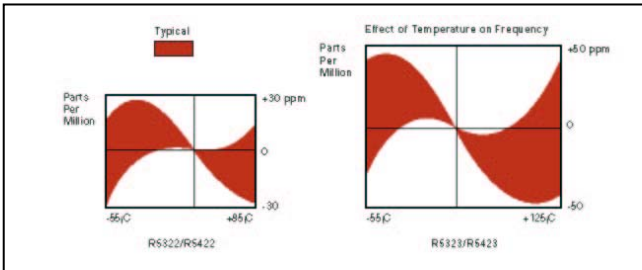 Typical
Parts
Per
Million
+30 ppm
0
-30
-55¡C
+85¡C
R5322/R5422
Effect of Temperature on Frequency
Parts
Per
Million
+50 ppm
0
-50
-55¡C
+125¡C
R5323/R5423